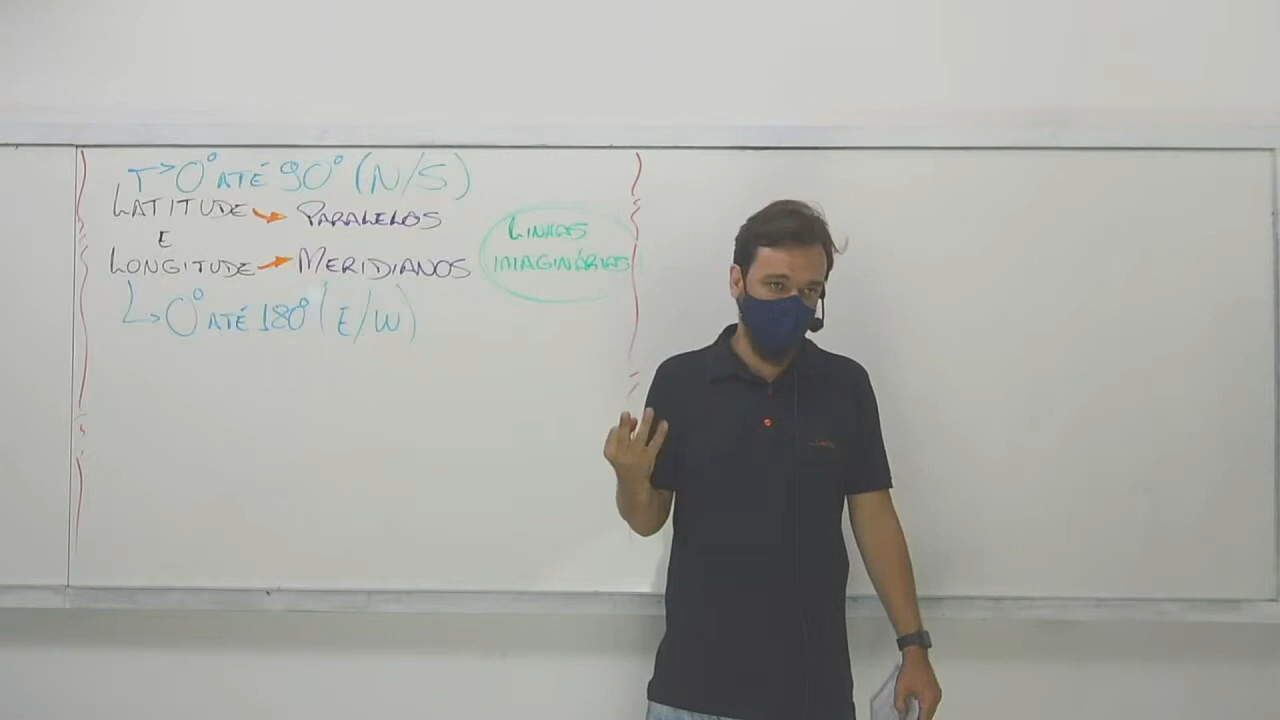 0° ATÉ 90° (N/S)
LATITUDE → PARALELOS
E
LONGITUDE → MERIDIANOS
0° ATÉ 180° (E/W)
LINHAS
IMAGINÁRIAS